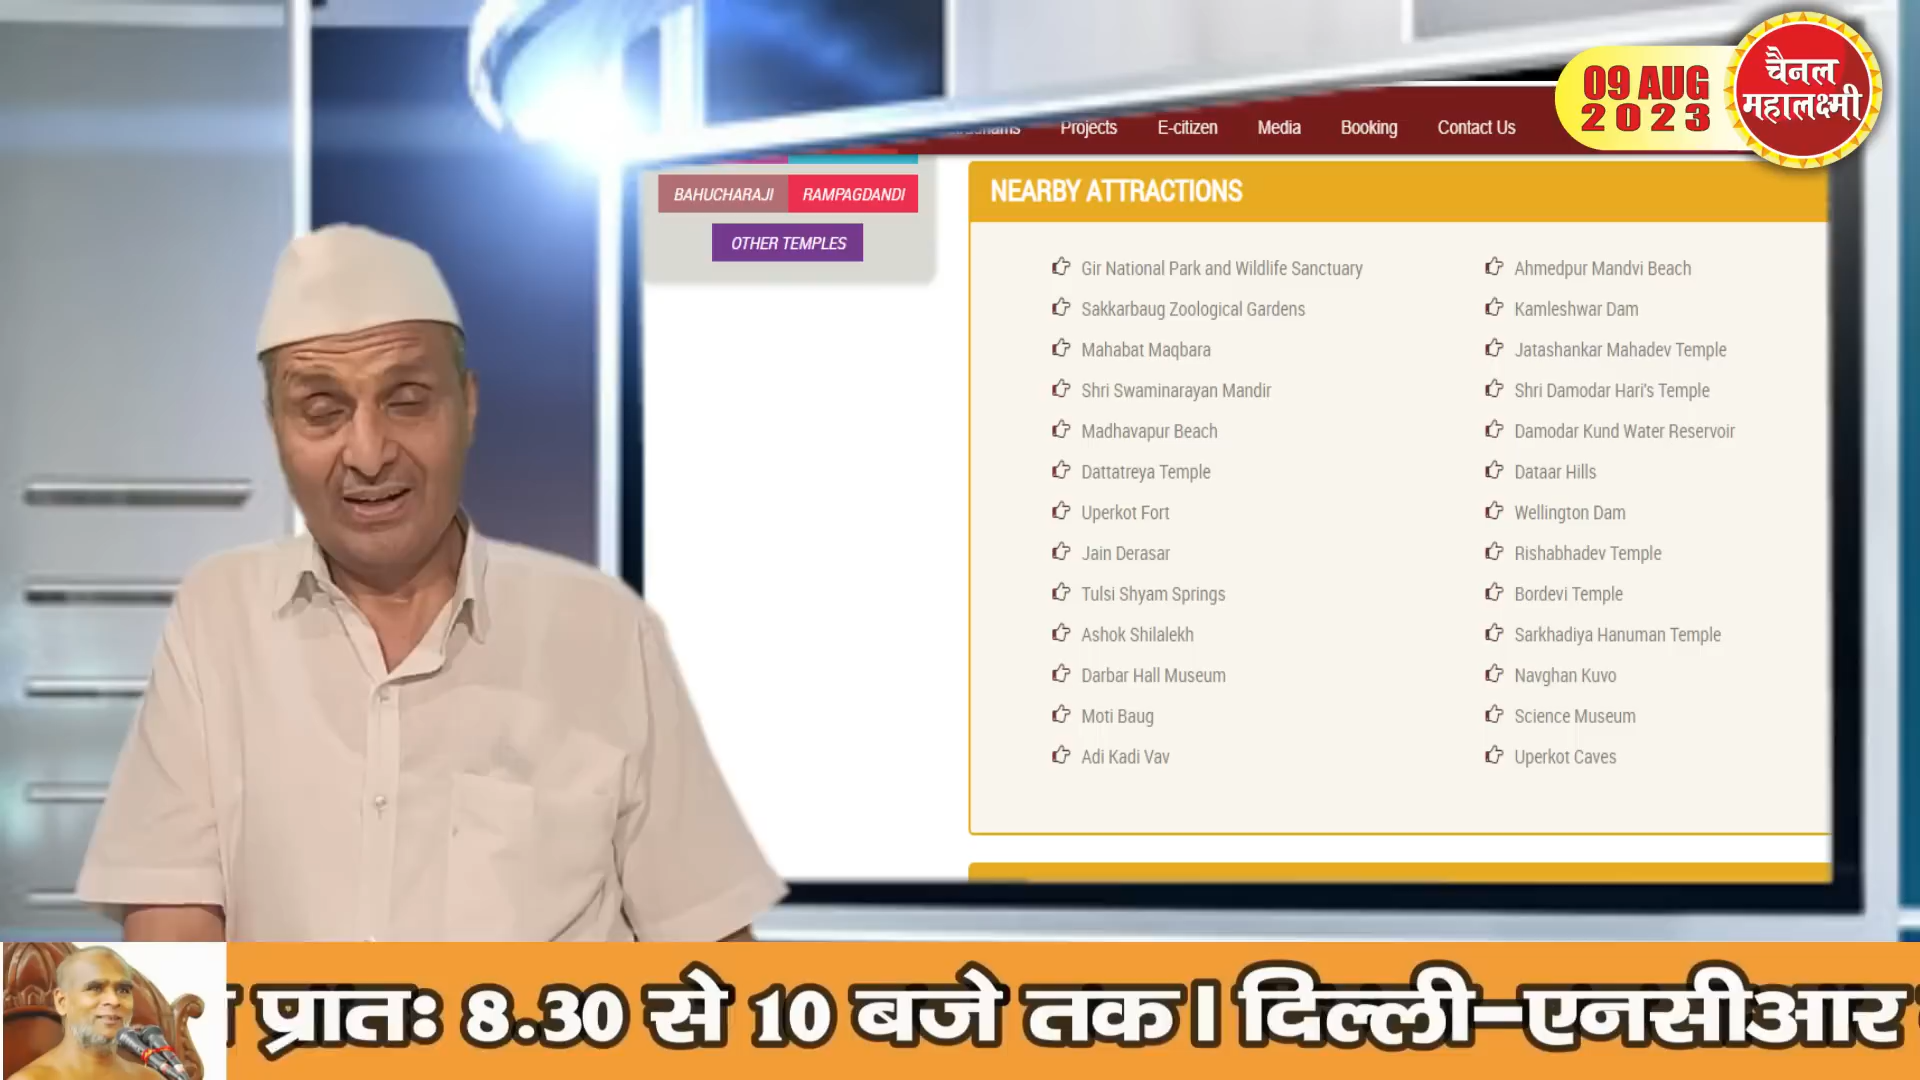 09 AUG
2023
चैनल
महालक्ष्मी
Projects
E-citizen
Media
Booking
Contact Us
BAHUCHARAJI
RAMPAGDANDI
OTHER TEMPLES
NEARBY ATTRACTIONS
Gir National Park and Wildlife Sanctuary
Sakkarbaug Zoological Gardens
Mahabat Maqbara
Shri Swaminarayan Mandir
Madhavapur Beach
Dattatreya Temple
Uperkot Fort
Jain Derasar
Tulsi Shyam Springs
Ashok Shilalekh
Darbar Hall Museum
Moti Baug
Adi Kadi Vav
Ahmedpur Mandvi Beach
Kamleshwar Dam
Jatashankar Mahadev Temple
Shri Damodar Hari's Temple
Damodar Kund Water Reservoir
Dataar Hills
Wellington Dam
Rishabhadev Temple
Bordevi Temple
Sarkhadiya Hanuman Temple
Navghan Kuvo
Science Museum
Uperkot Caves
प्रातः 8.30 से 10 बजे तक। दिल्ली-एनसीआर